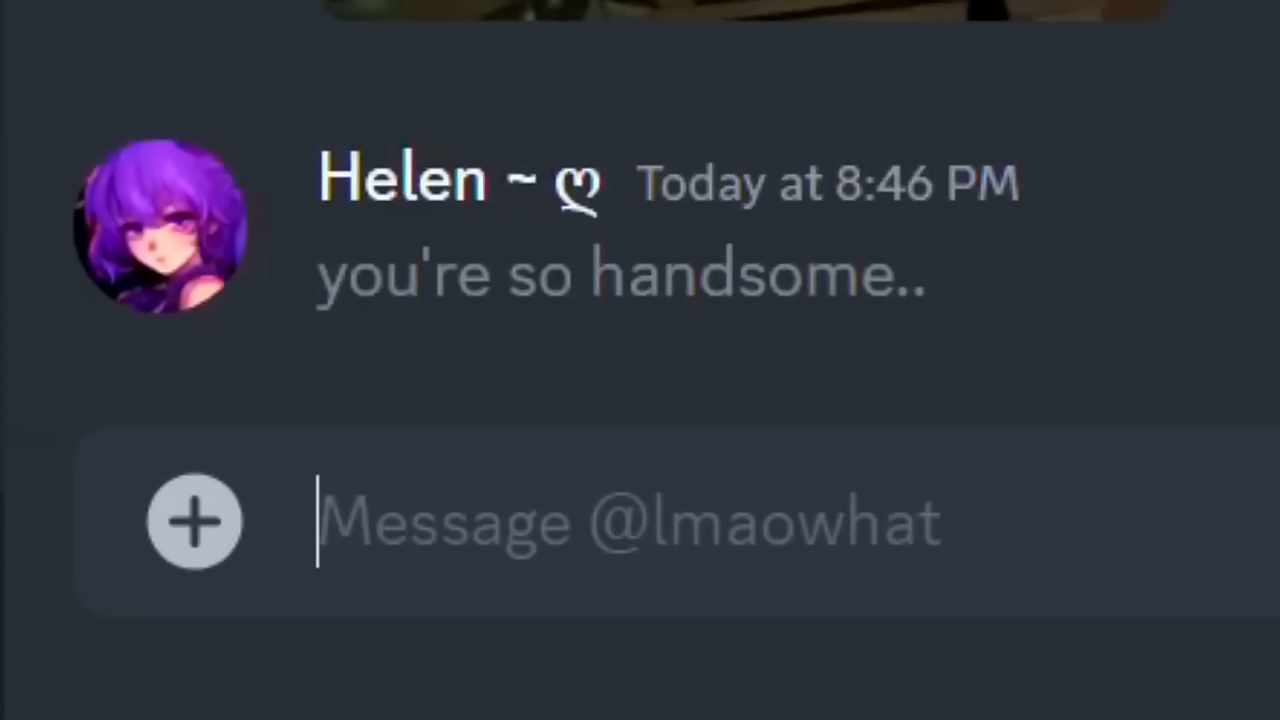 Helen ~ ღ Today at 8:46 PM
you're so handsome..
Message @lmaowhat